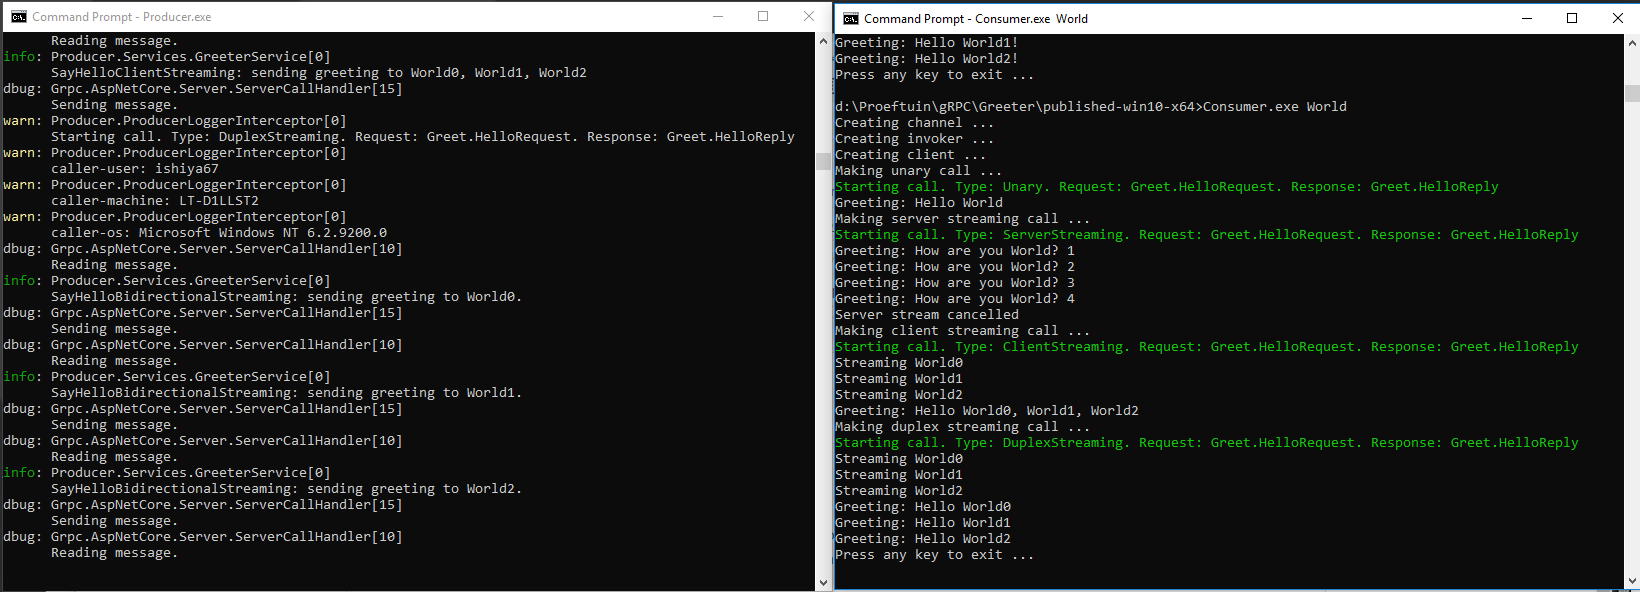 Command Prompt - Producer.exe
Reading message.
info: Producer.Services.GreeterService[0]
SayHelloClientStreaming: sending greeting to World0, World1, World2
dbug: Grpc.AspNetCore.Server.ServerCallHandler[15]
Sending message.
warn: Producer.ProducerLoggerInterceptor[0]
Starting call. Type: DuplexStreaming. Request: Greet.HelloRequest. Response: Greet.HelloReply
warn: Producer.ProducerLoggerInterceptor[0]
caller-user: ishiya67
warn: Producer.ProducerLoggerInterceptor[0]
caller-machine: LT-D1LLST2
warn: Producer.ProducerLoggerInterceptor[0]
caller-os: Microsoft Windows NT 6.2.9200.0
dbug: Grpc.AspNetCore.Server.ServerCallHandler[10]
Reading message.
info: Producer.Services.GreeterService[0]
SayHelloBidirectionalStreaming: sending greeting to World0.
dbug: Grpc.AspNetCore.Server.ServerCallHandler[15]
Sending message.
dbug: Grpc.AspNetCore.Server.ServerCallHandler[10]
Reading message.
info: Producer.Services.GreeterService[0]
SayHelloBidirectionalStreaming: sending greeting to World1.
dbug: Grpc.AspNetCore.Server.ServerCallHandler[15]
Sending message.
dbug: Grpc.AspNetCore.Server.ServerCallHandler[10]
Reading message.
info: Producer.Services.GreeterService[0]
SayHelloBidirectionalStreaming: sending greeting to World2.
dbug: Grpc.AspNetCore.Server.ServerCallHandler[15]
Sending message.
dbug: Grpc.AspNetCore.Server.ServerCallHandler[10]
Reading message.
Command Prompt - Consumer.exe World
Greeting: Hello World1!
Greeting: Hello World2!
Press any key to exit ...
d:\Proeftuin\gRPC\Greeter\published-win10-x64>Consumer.exe World
Creating channel ...
Creating invoker ...
Creating client ...
Making unary call ...
Starting call. Type: Unary. Request: Greet.HelloRequest. Response: Greet.HelloReply
Greeting: Hello World
Making server streaming call ...
Starting call. Type: ServerStreaming. Request: Greet.HelloRequest. Response: Greet.HelloReply
Greeting: How are you World? 1
Greeting: How are you World? 2
Greeting: How are you World? 3
Greeting: How are you World? 4
Server stream cancelled
Making client streaming call ...
Starting call. Type: ClientStreaming. Request: Greet.HelloRequest. Response: Greet.HelloReply
Streaming World0
Streaming World1
Streaming World2
Greeting: Hello World0, World1, World2
Making duplex streaming call ...
Starting call. Type: DuplexStreaming. Request: Greet.HelloRequest. Response: Greet.HelloReply
Streaming World0
Streaming World1
Streaming World2
Greeting: Hello World0
Greeting: Hello World1
Greeting: Hello World2
Press any key to exit ...